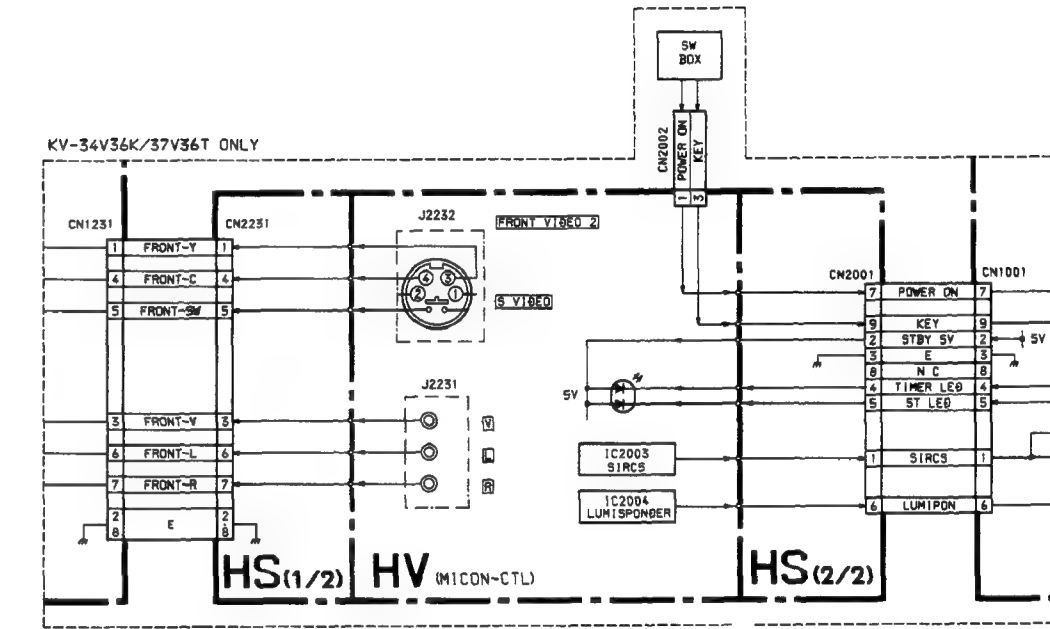 SW
BOX
CN2002
POWER ON
KEY
1 3
KV-34V36K/37V36T ONLY
CN1231
CN2231
J2232
FRONT VIDEO 2
1 FRONT-Y 1
4 FRONT-C 4
5 FRONT-SW 5
4 3
2 1
S VIDEO
CN2001
CN1001
7 POWER ON 7
9 KEY 9
2 STBY 5V 2
5V
3 E 3
8 N C 8
4 TIMER LED 4
5 ST LED 5
5V
J2231
3 FRONT-V 3
V
6 FRONT-L 6
L
7 FRONT-R 7
R
2 2
E
8 8
IC2003
SIRCS
1 SIRCS 1
IC2004
LUMISPONDER
6 LUMIPON 6
HS(1/2)
HV (MICON-CTL)
HS(2/2)